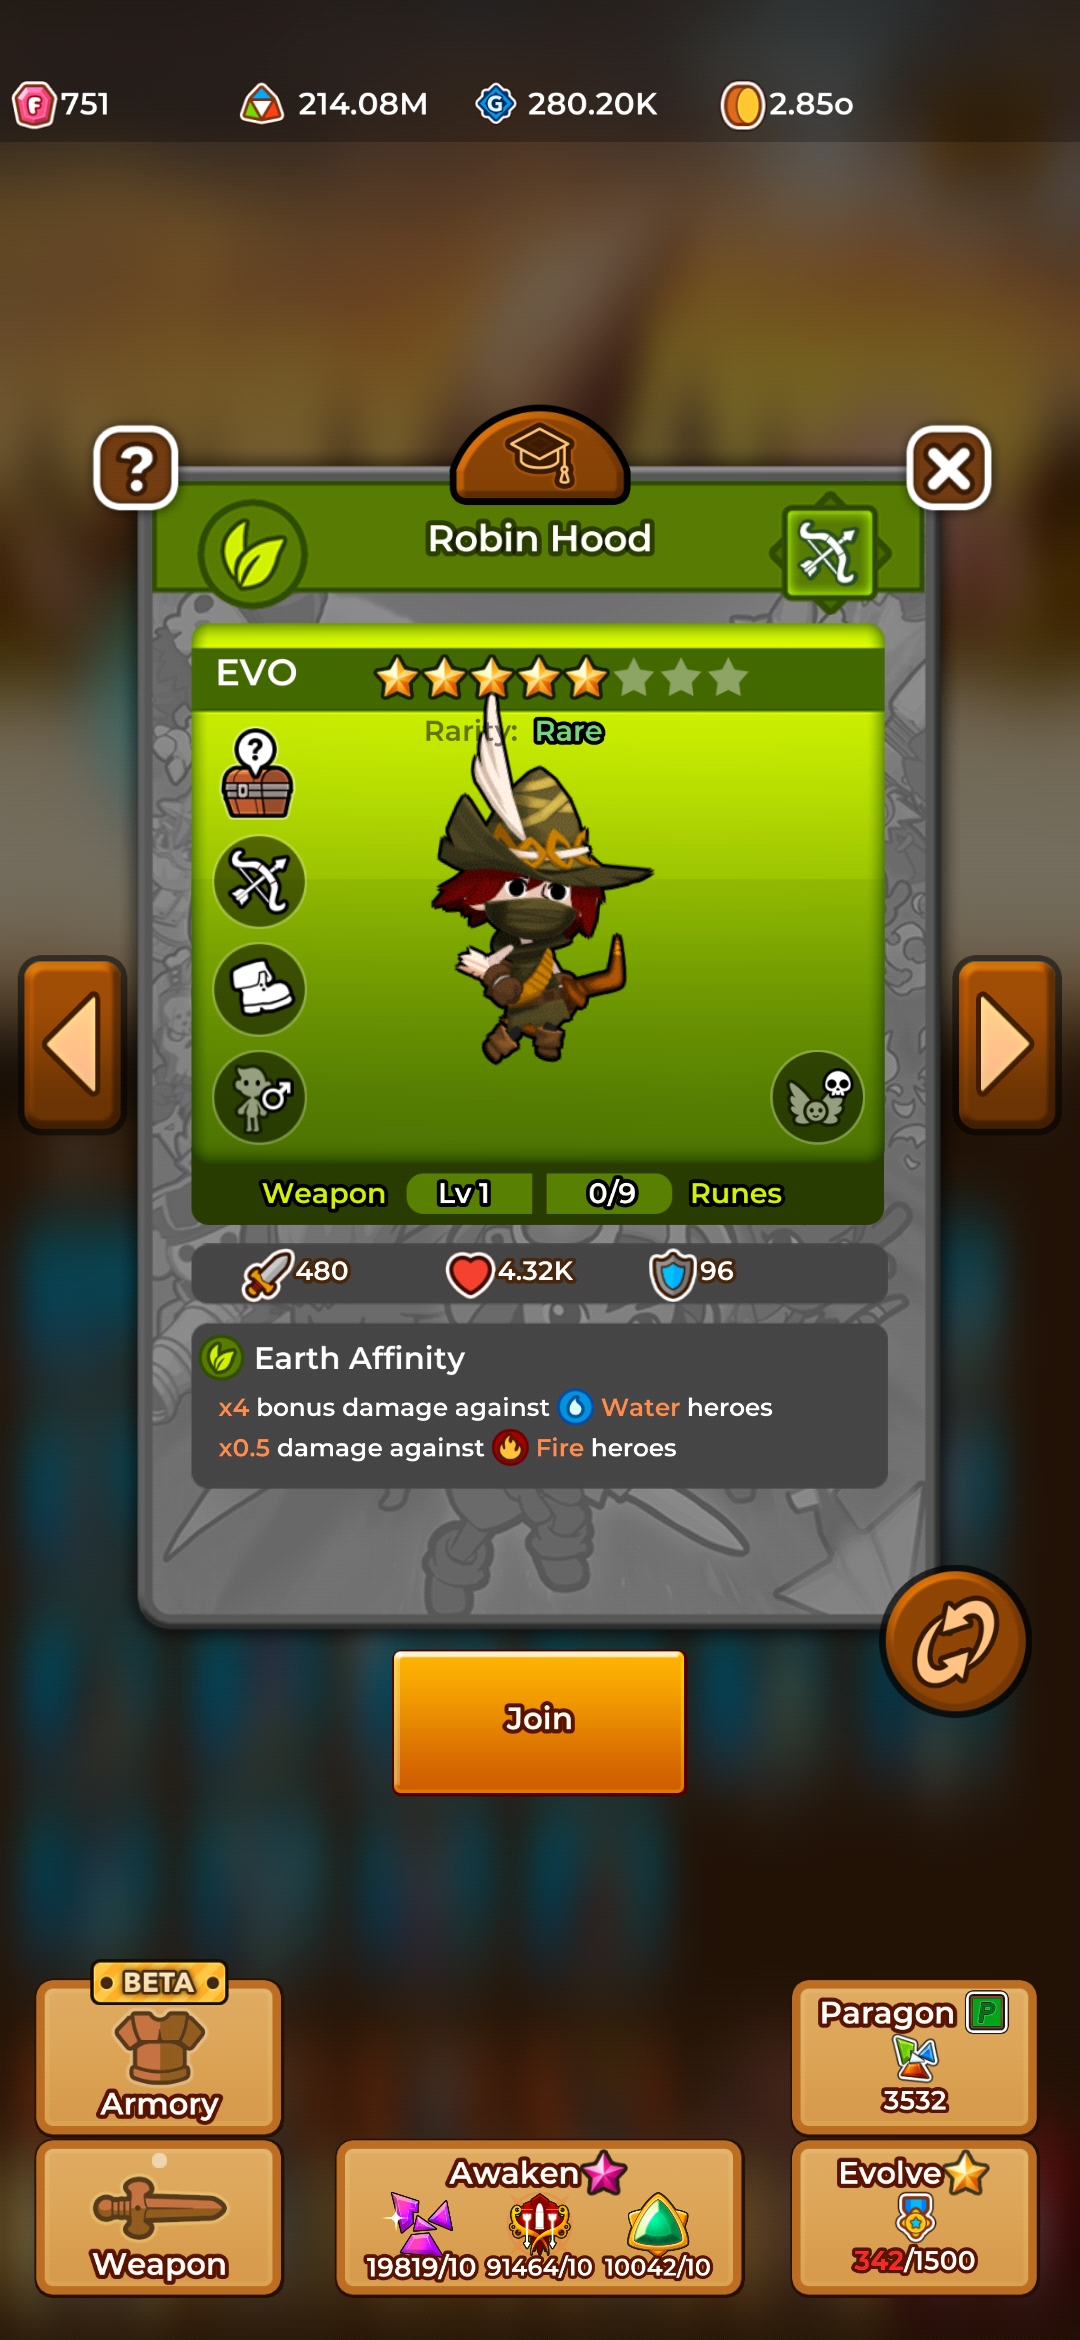 751 214.08M 280.20K 2.85o
?
Robin Hood
EVO
Rarity: Rare
?
Weapon Lv 1 0/9 Runes
480 4.32K 96
Earth Affinity
x4 bonus damage against Water heroes
x0.5 damage against Fire heroes
Join
BETA
Armory
Paragon P
3532
Weapon
Awaken
19819/10 91464/10 10042/10
Evolve
342/1500